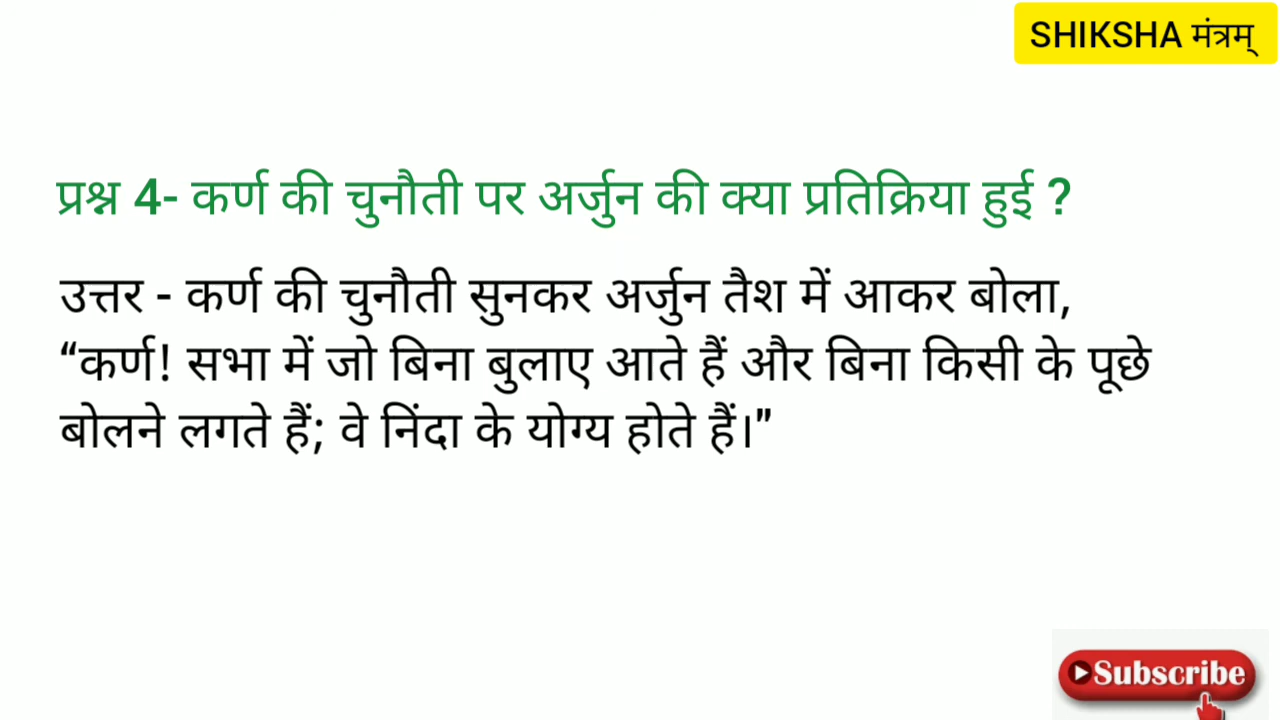 SHIKSHA मंत्रम्
प्रश्न 4- कर्ण की चुनौती पर अर्जुन की क्या प्रतिक्रिया हुई ?
उत्तर - कर्ण की चुनौती सुनकर अर्जुन तैश में आकर बोला,
“कर्ण! सभा में जो बिना बुलाए आते हैं और बिना किसी के पूछे
बोलने लगते हैं; वे निंदा के योग्य होते हैं।”
Subscribe